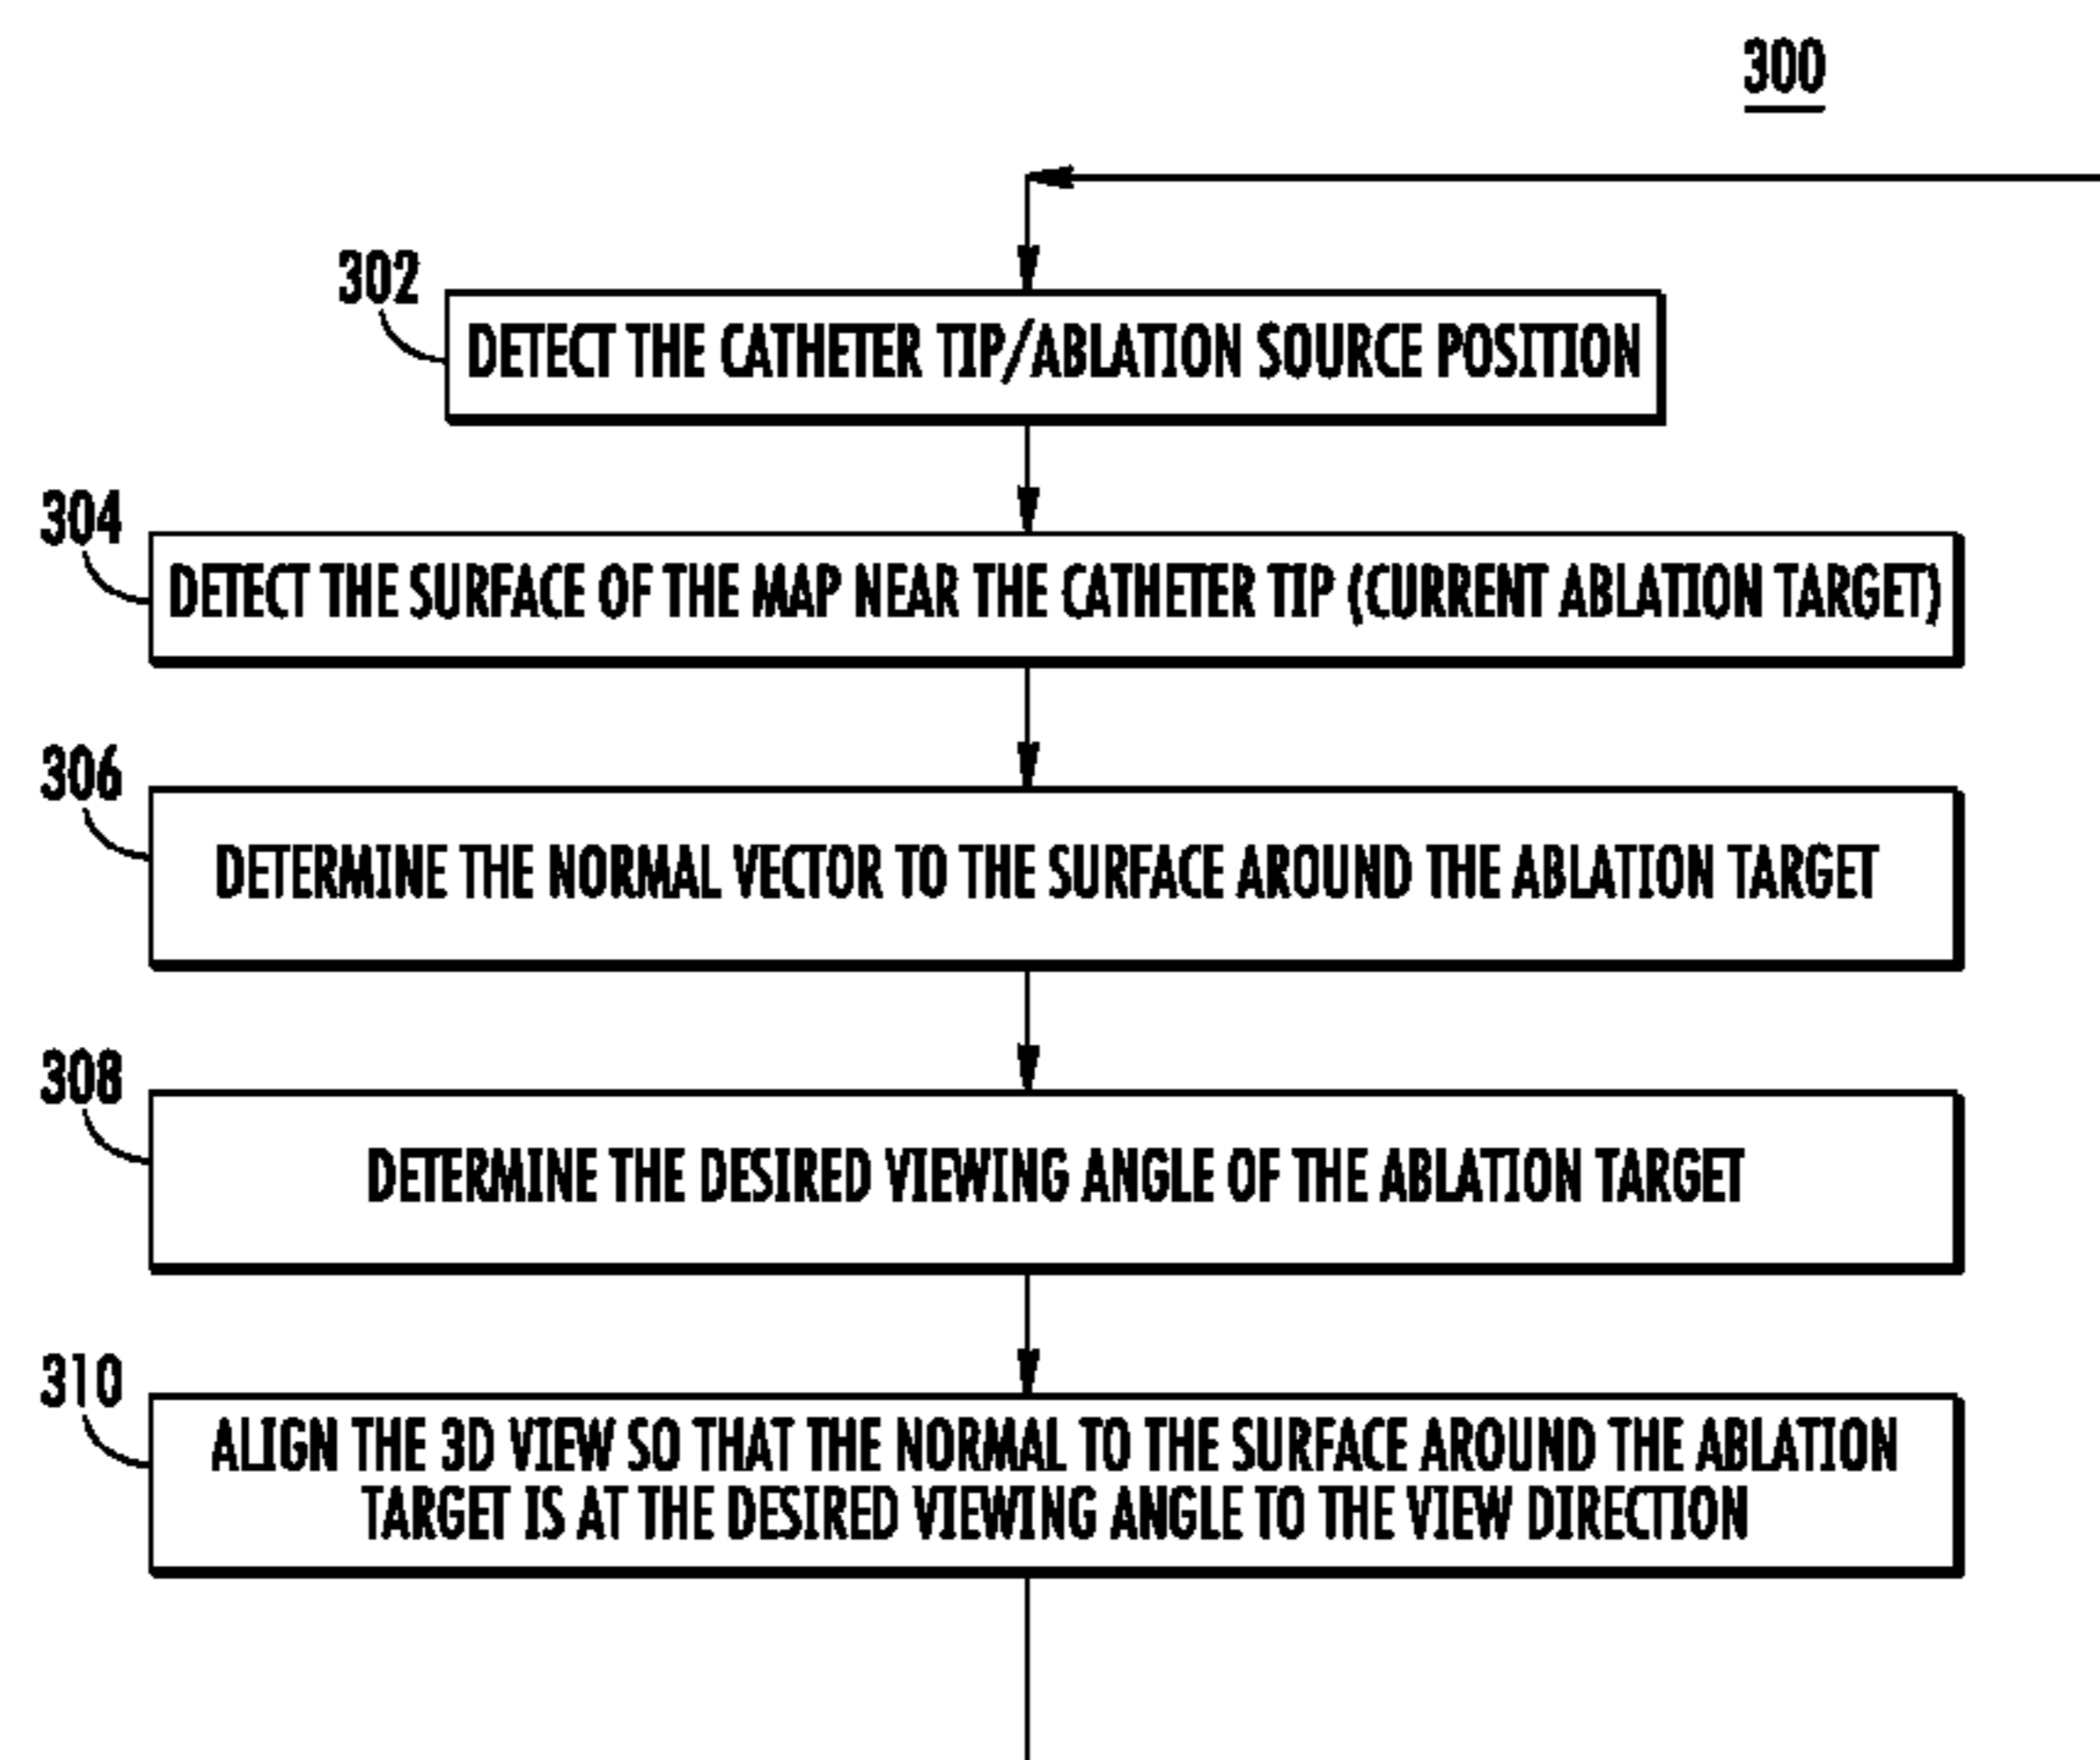 300
302
DETECT THE CATHETER TIP/ABLATION SOURCE POSITION
304
DETECT THE SURFACE OF THE MAP NEAR THE CATHETER TIP (CURRENT ABLATION TARGET)
306
DETERMINE THE NORMAL VECTOR TO THE SURFACE AROUND THE ABLATION TARGET
308
DETERMINE THE DESIRED VIEWING ANGLE OF THE ABLATION TARGET
310
ALIGN THE 3D VIEW SO THAT THE NORMAL TO THE SURFACE AROUND THE ABLATION
TARGET IS AT THE DESIRED VIEWING ANGLE TO THE VIEW DIRECTION